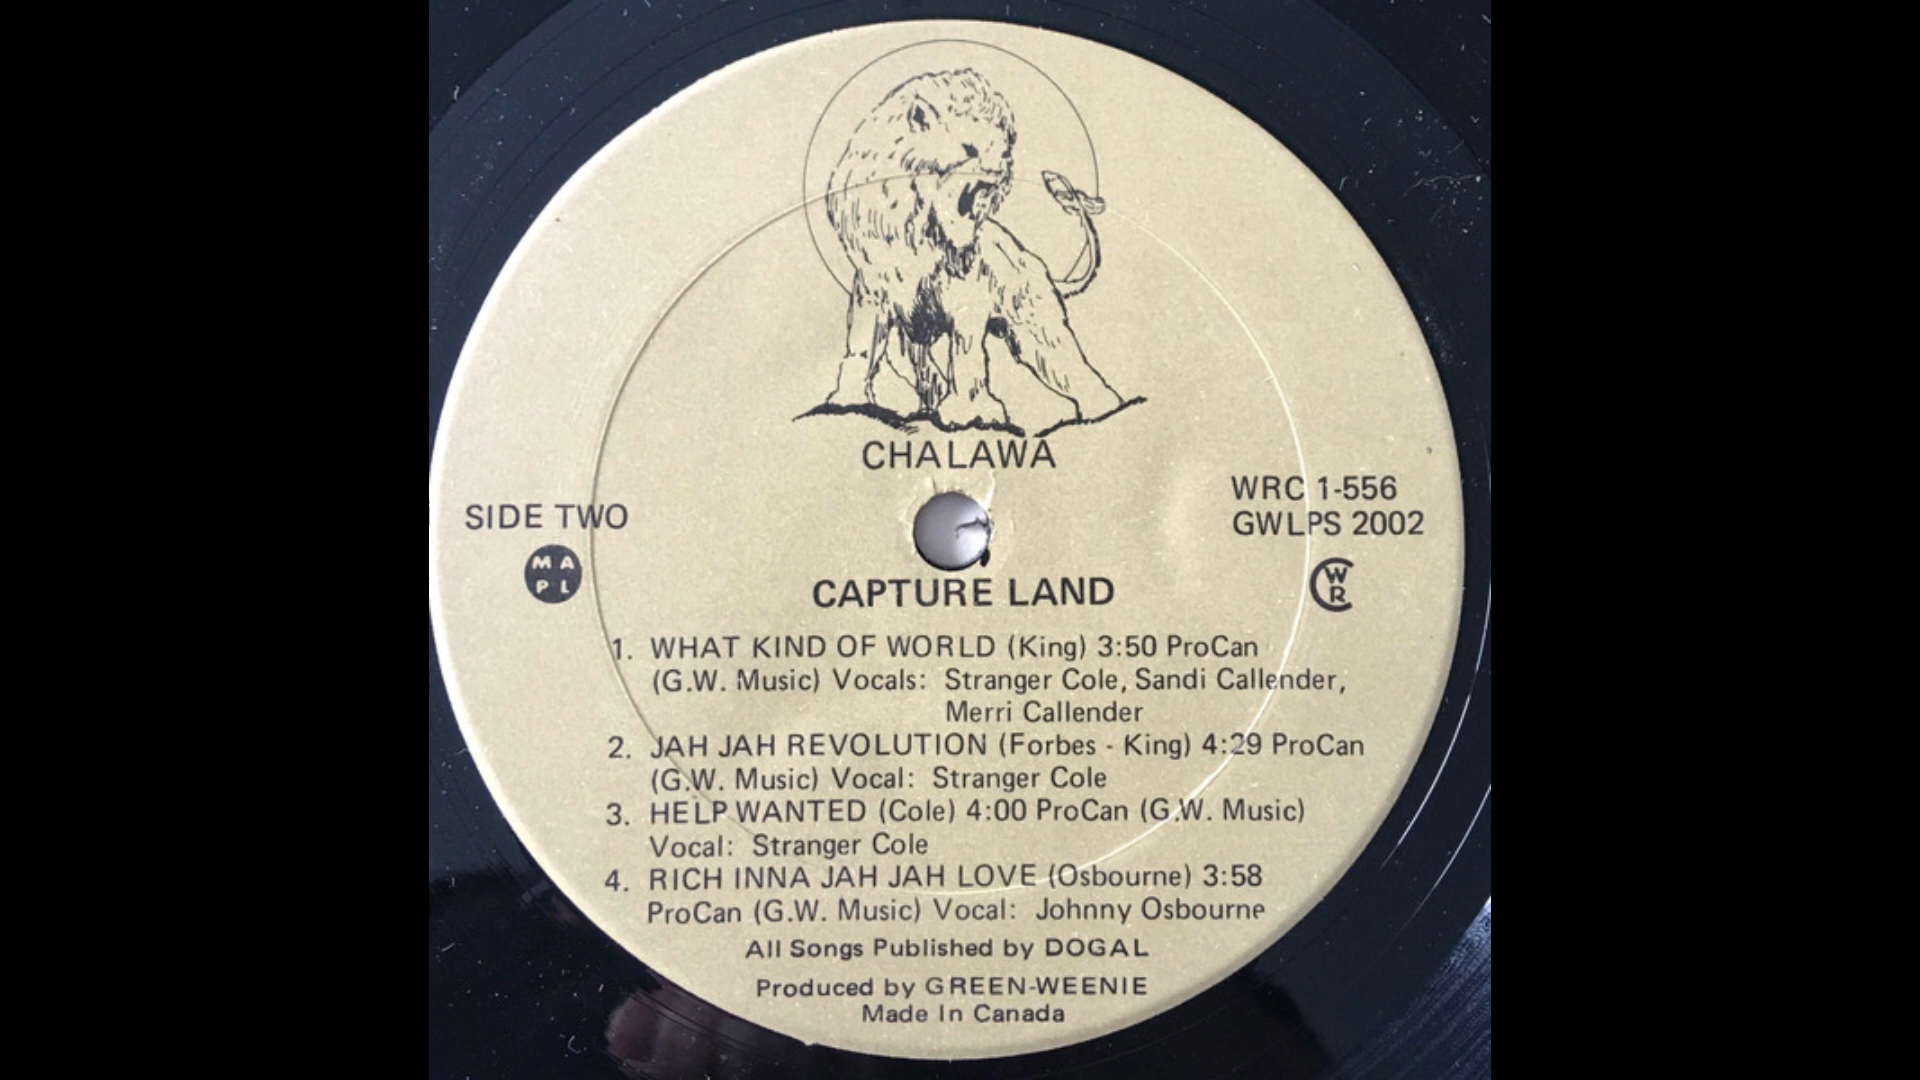 CHALAWA
SIDE TWO
WRC 1-556
GWLPS 2002
M A
P L
W
C R
CAPTURE LAND
1. WHAT KIND OF WORLD (King) 3:50 ProCan
(G.W. Music) Vocals: Stranger Cole, Sandi Callender,
Merri Callender
2. JAH JAH REVOLUTION (Forbes - King) 4:29 ProCan
(G.W. Music) Vocal: Stranger Cole
3. HELP WANTED (Cole) 4:00 ProCan (G.W. Music)
Vocal: Stranger Cole
4. RICH INNA JAH JAH LOVE (Osbourne) 3:58
ProCan (G.W. Music) Vocal: Johnny Osbourne
All Songs Published by DOGAL
Produced by GREEN-WEENIE
Made In Canada